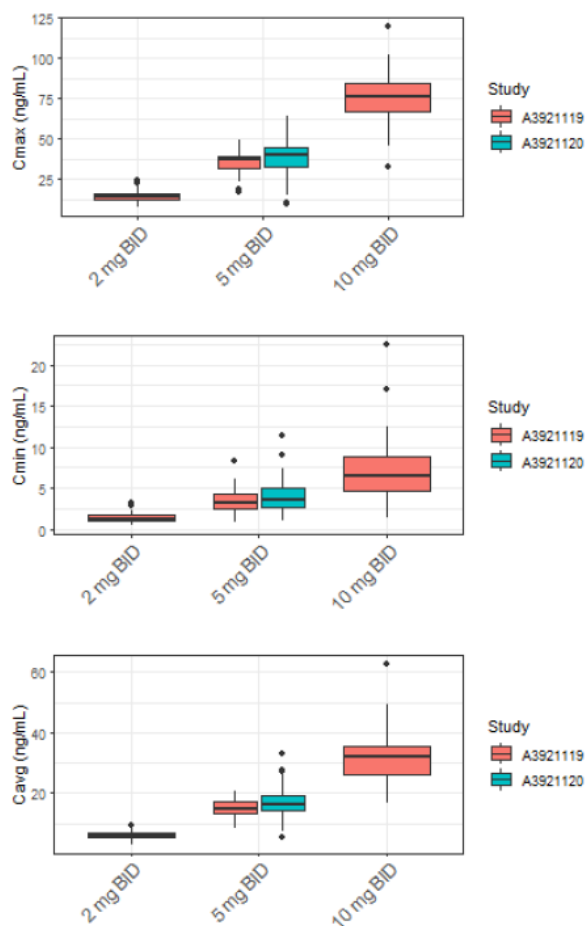 Cmax (ng/mL)
125
100
75
50
25
2 mg BID
5 mg BID
10 mg BID
Study
A3921119
A3921120
Cmin (ng/mL)
20
15
10
5
0
2 mg BID
5 mg BID
10 mg BID
Study
A3921119
A3921120
Cavg (ng/mL)
60
40
20
2 mg BID
5 mg BID
10 mg BID
Study
A3921119
A3921120